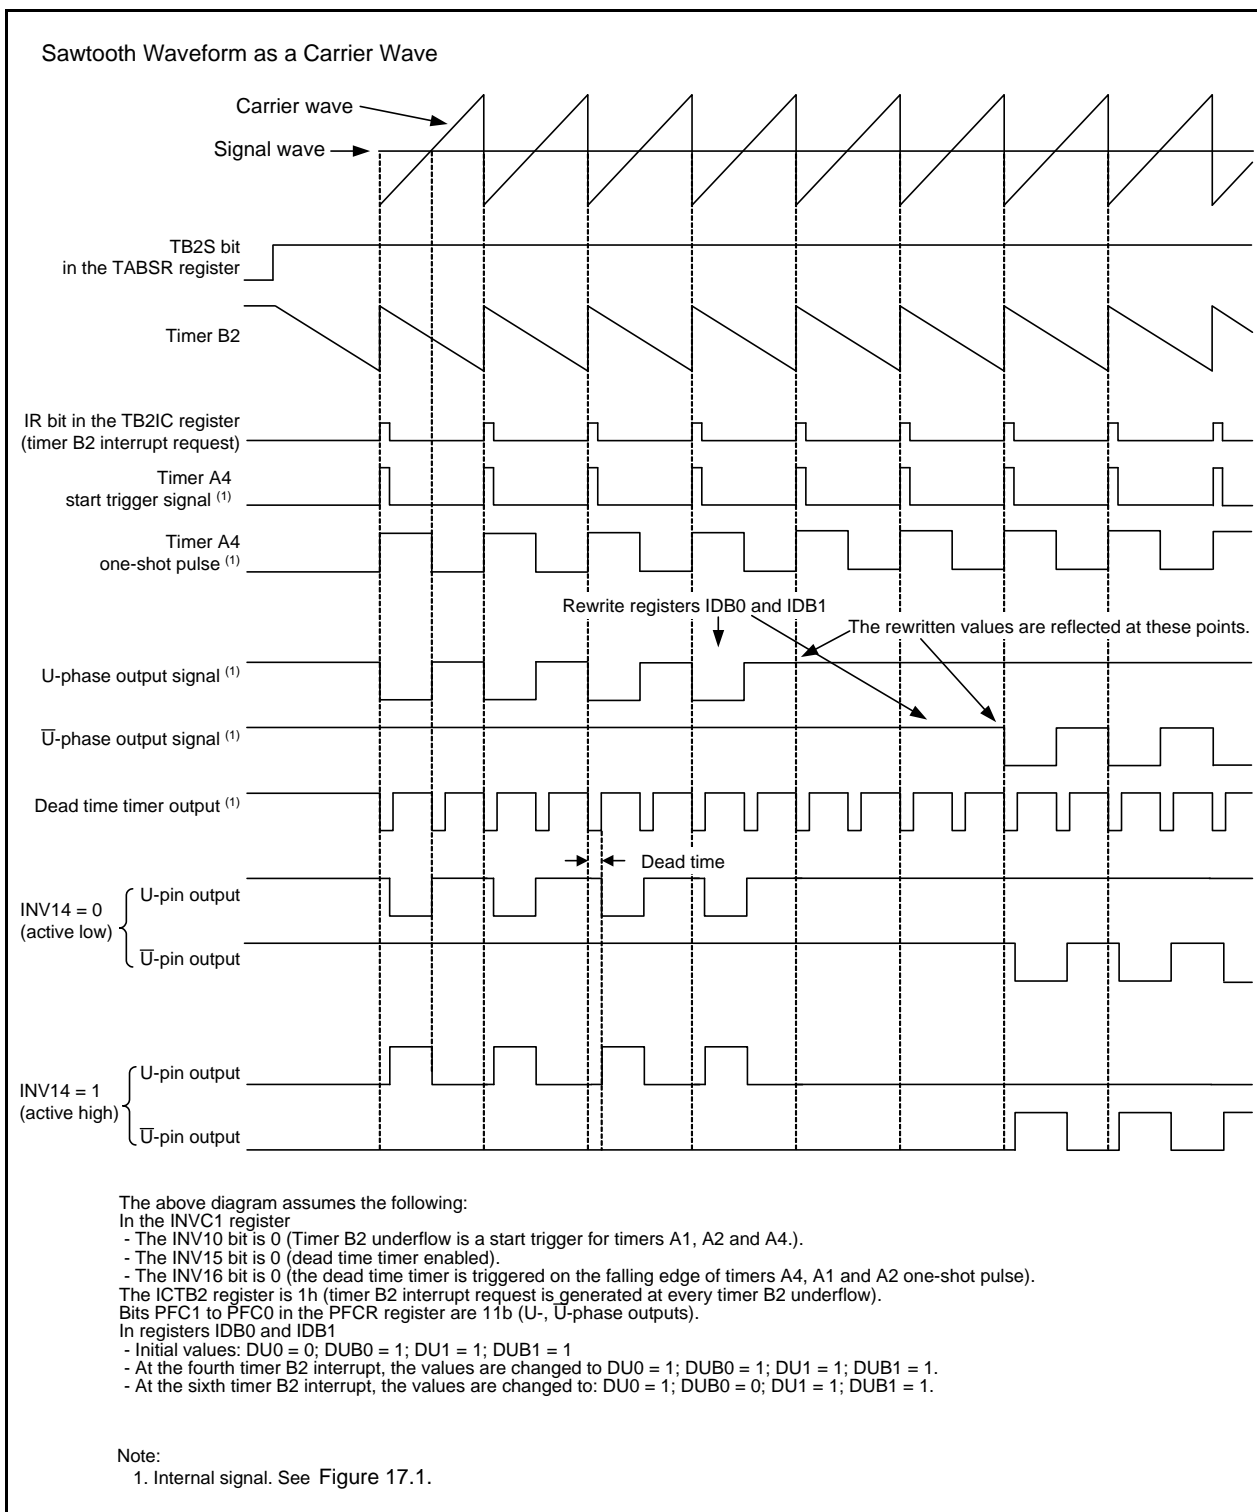 Sawtooth Waveform as a Carrier Wave
Carrier wave
Signal wave
TB2S bit
in the TABSR register
Timer B2
IR bit in the TB2IC register
(timer B2 interrupt request)
Timer A4
start trigger signal (1)
Timer A4
one-shot pulse (1)
Rewrite registers IDB0 and IDB1
The rewritten values are reflected at these points.
U-phase output signal (1)
U̅-phase output signal (1)
Dead time timer output (1)
Dead time
INV14 = 0
(active low)
U-pin output
U̅-pin output
INV14 = 1
(active high)
U-pin output
U̅-pin output
The above diagram assumes the following:
In the INVC1 register
- The INV10 bit is 0 (Timer B2 underflow is a start trigger for timers A1, A2 and A4.).
- The INV15 bit is 0 (dead time timer enabled).
- The INV16 bit is 0 (the dead time timer is triggered on the falling edge of timers A4, A1 and A2 one-shot pulse).
The ICTB2 register is 1h (timer B2 interrupt request is generated at every timer B2 underflow).
Bits PFC1 to PFC0 in the PFCR register are 11b (U-, U̅-phase outputs).
In registers IDB0 and IDB1
- Initial values: DU0 = 0; DUB0 = 1; DU1 = 1; DUB1 = 1
- At the fourth timer B2 interrupt, the values are changed to DU0 = 1; DUB0 = 1; DU1 = 1; DUB1 = 1.
- At the sixth timer B2 interrupt, the values are changed to: DU0 = 1; DUB0 = 0; DU1 = 1; DUB1 = 1.
Note:
1. Internal signal. See Figure 17.1.